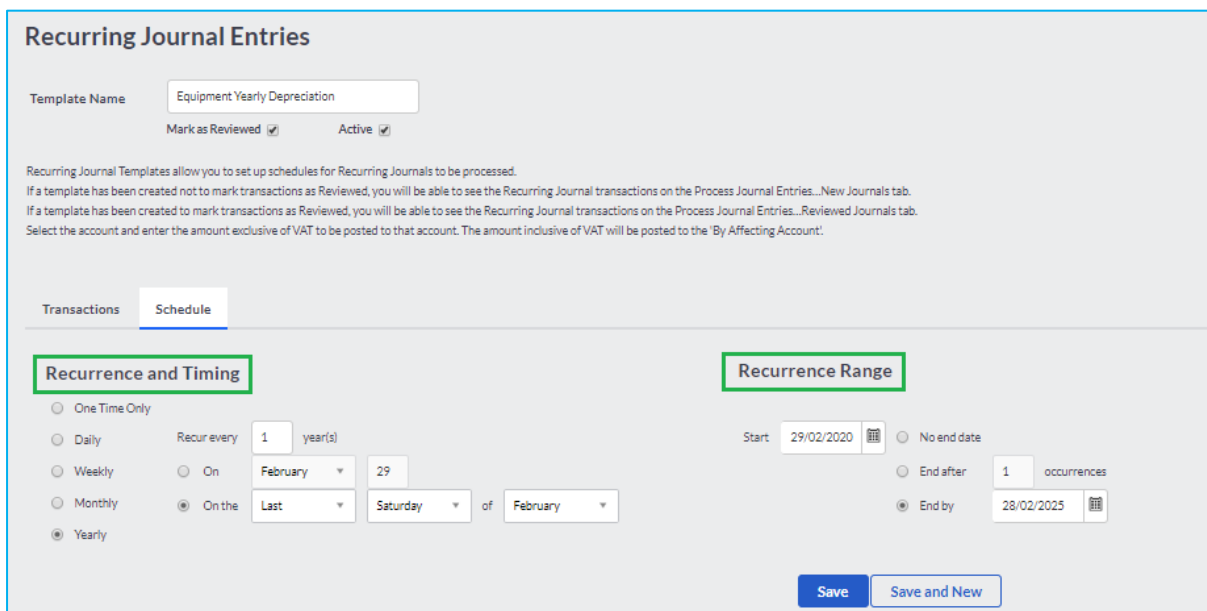 Recurring Journal Entries
Template Name Equipment Yearly Depreciation
Mark as Reviewed Active
Recurring Journal Templates allow you to set up schedules for Recurring Journals to be processed.
If a template has been created not to mark transactions as Reviewed, you will be able to see the Recurring Journal transactions on the Process Journal Entries...New Journals tab.
If a template has been created to mark transactions as Reviewed, you will be able to see the Recurring Journal transactions on the Process Journal Entries...Reviewed Journals tab.
Select the account and enter the amount exclusive of VAT to be posted to that account. The amount inclusive of VAT will be posted to the 'By Affecting Account'.
Transactions Schedule
Recurrence and Timing
One Time Only
Daily Recur every 1 year(s)
Weekly On February 29
Monthly On the Last Saturday of February
Yearly
Recurrence Range
Start 29/02/2020 No end date
End after 1 occurrences
End by 28/02/2025
Save Save and New